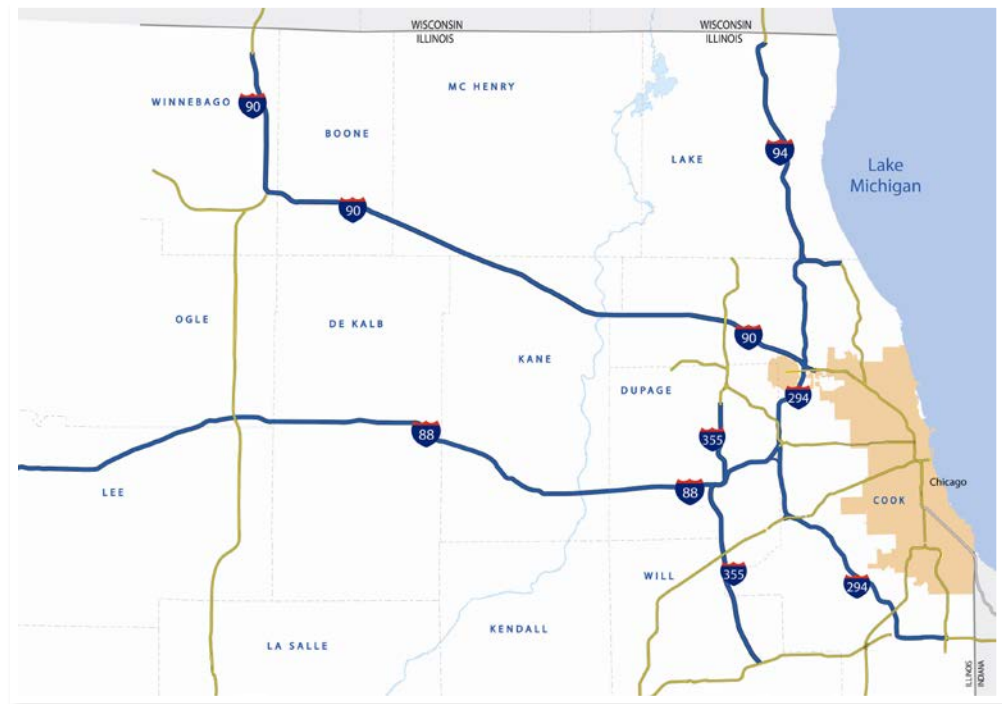 WISCONSIN
ILLINOIS
WISCONSIN
ILLINOIS
MC HENRY
WINNEBAGO
90
BOONE
94
LAKE
Lake
Michigan
90
OGLE
DE KALB
90
KANE
DUPAGE
294
88
355
LEE
88
Chicago
COOK
WILL
355
294
KENDALL
LA SALLE
ILLINOIS
INDIANA